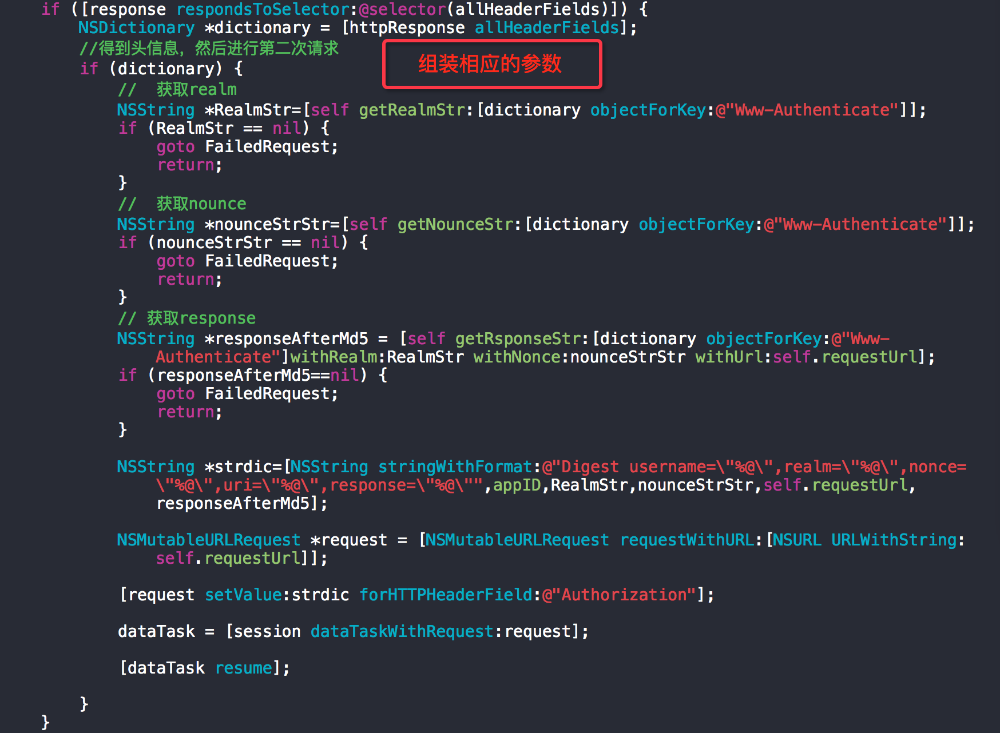 if ([response respondsToSelector:@selector(allHeaderFields)]) {
NSDictionary *dictionary = [httpResponse allHeaderFields];
//得到头信息，然后进行第二次请求
组装相应的参数
if (dictionary) {
//  获取realm
NSString *RealmStr=[self getRealmStr:[dictionary objectForKey:@"Www-Authenticate"]];
if (RealmStr == nil) {
goto FailedRequest;
return;
}
//  获取nounce
NSString *nounceStrStr=[self getNounceStr:[dictionary objectForKey:@"Www-Authenticate"]];
if (nounceStrStr == nil) {
goto FailedRequest;
return;
}
// 获取response
NSString *responseAfterMd5 = [self getRsponseStr:[dictionary objectForKey:@"Www-
Authenticate"]withRealm:RealmStr withNonce:nounceStrStr withUrl:self.requestUrl];
if (responseAfterMd5==nil) {
goto FailedRequest;
return;
}
NSString *strdic=[NSString stringWithFormat:@"Digest username=\"%@\",realm=\"%@\",nonce=
\"%@\",uri=\"%@\",response=\"%@\"",appID,RealmStr,nounceStrStr,self.requestUrl,
responseAfterMd5];
NSMutableURLRequest *request = [NSMutableURLRequest requestWithURL:[NSURL URLWithString:
self.requestUrl]];
[request setValue:strdic forHTTPHeaderField:@"Authorization"];
dataTask = [session dataTaskWithRequest:request];
[dataTask resume];
}
}